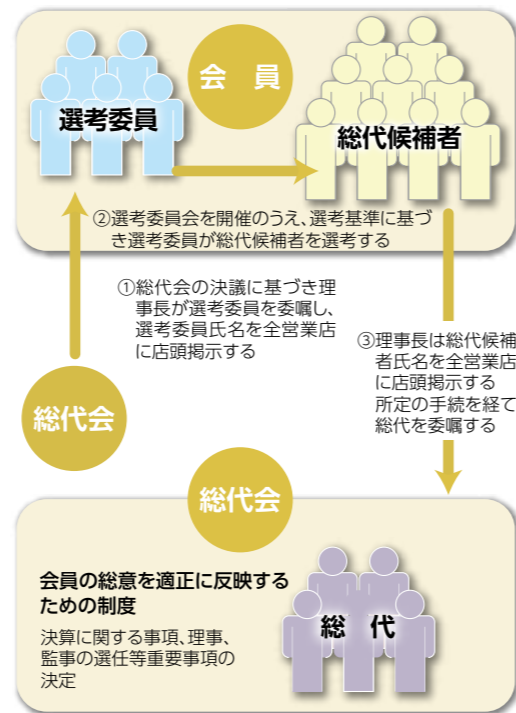 会 員
選考委員
総代候補者
②選考委員会を開催のうえ、選考基準に基づ
き選考委員が総代候補者を選考する
①総代会の決議に基づき理
事長が選考委員を委嘱し、
選考委員氏名を全営業店
に店頭掲示する
③理事長は総代候補
者氏名を全営業店
に店頭掲示する
所定の手続を経て
総代を委嘱する
総代会
総代会
会員の総意を適正に反映する
ための制度
決算に関する事項、理事、
監事の選任等重要事項の
決定
総 代